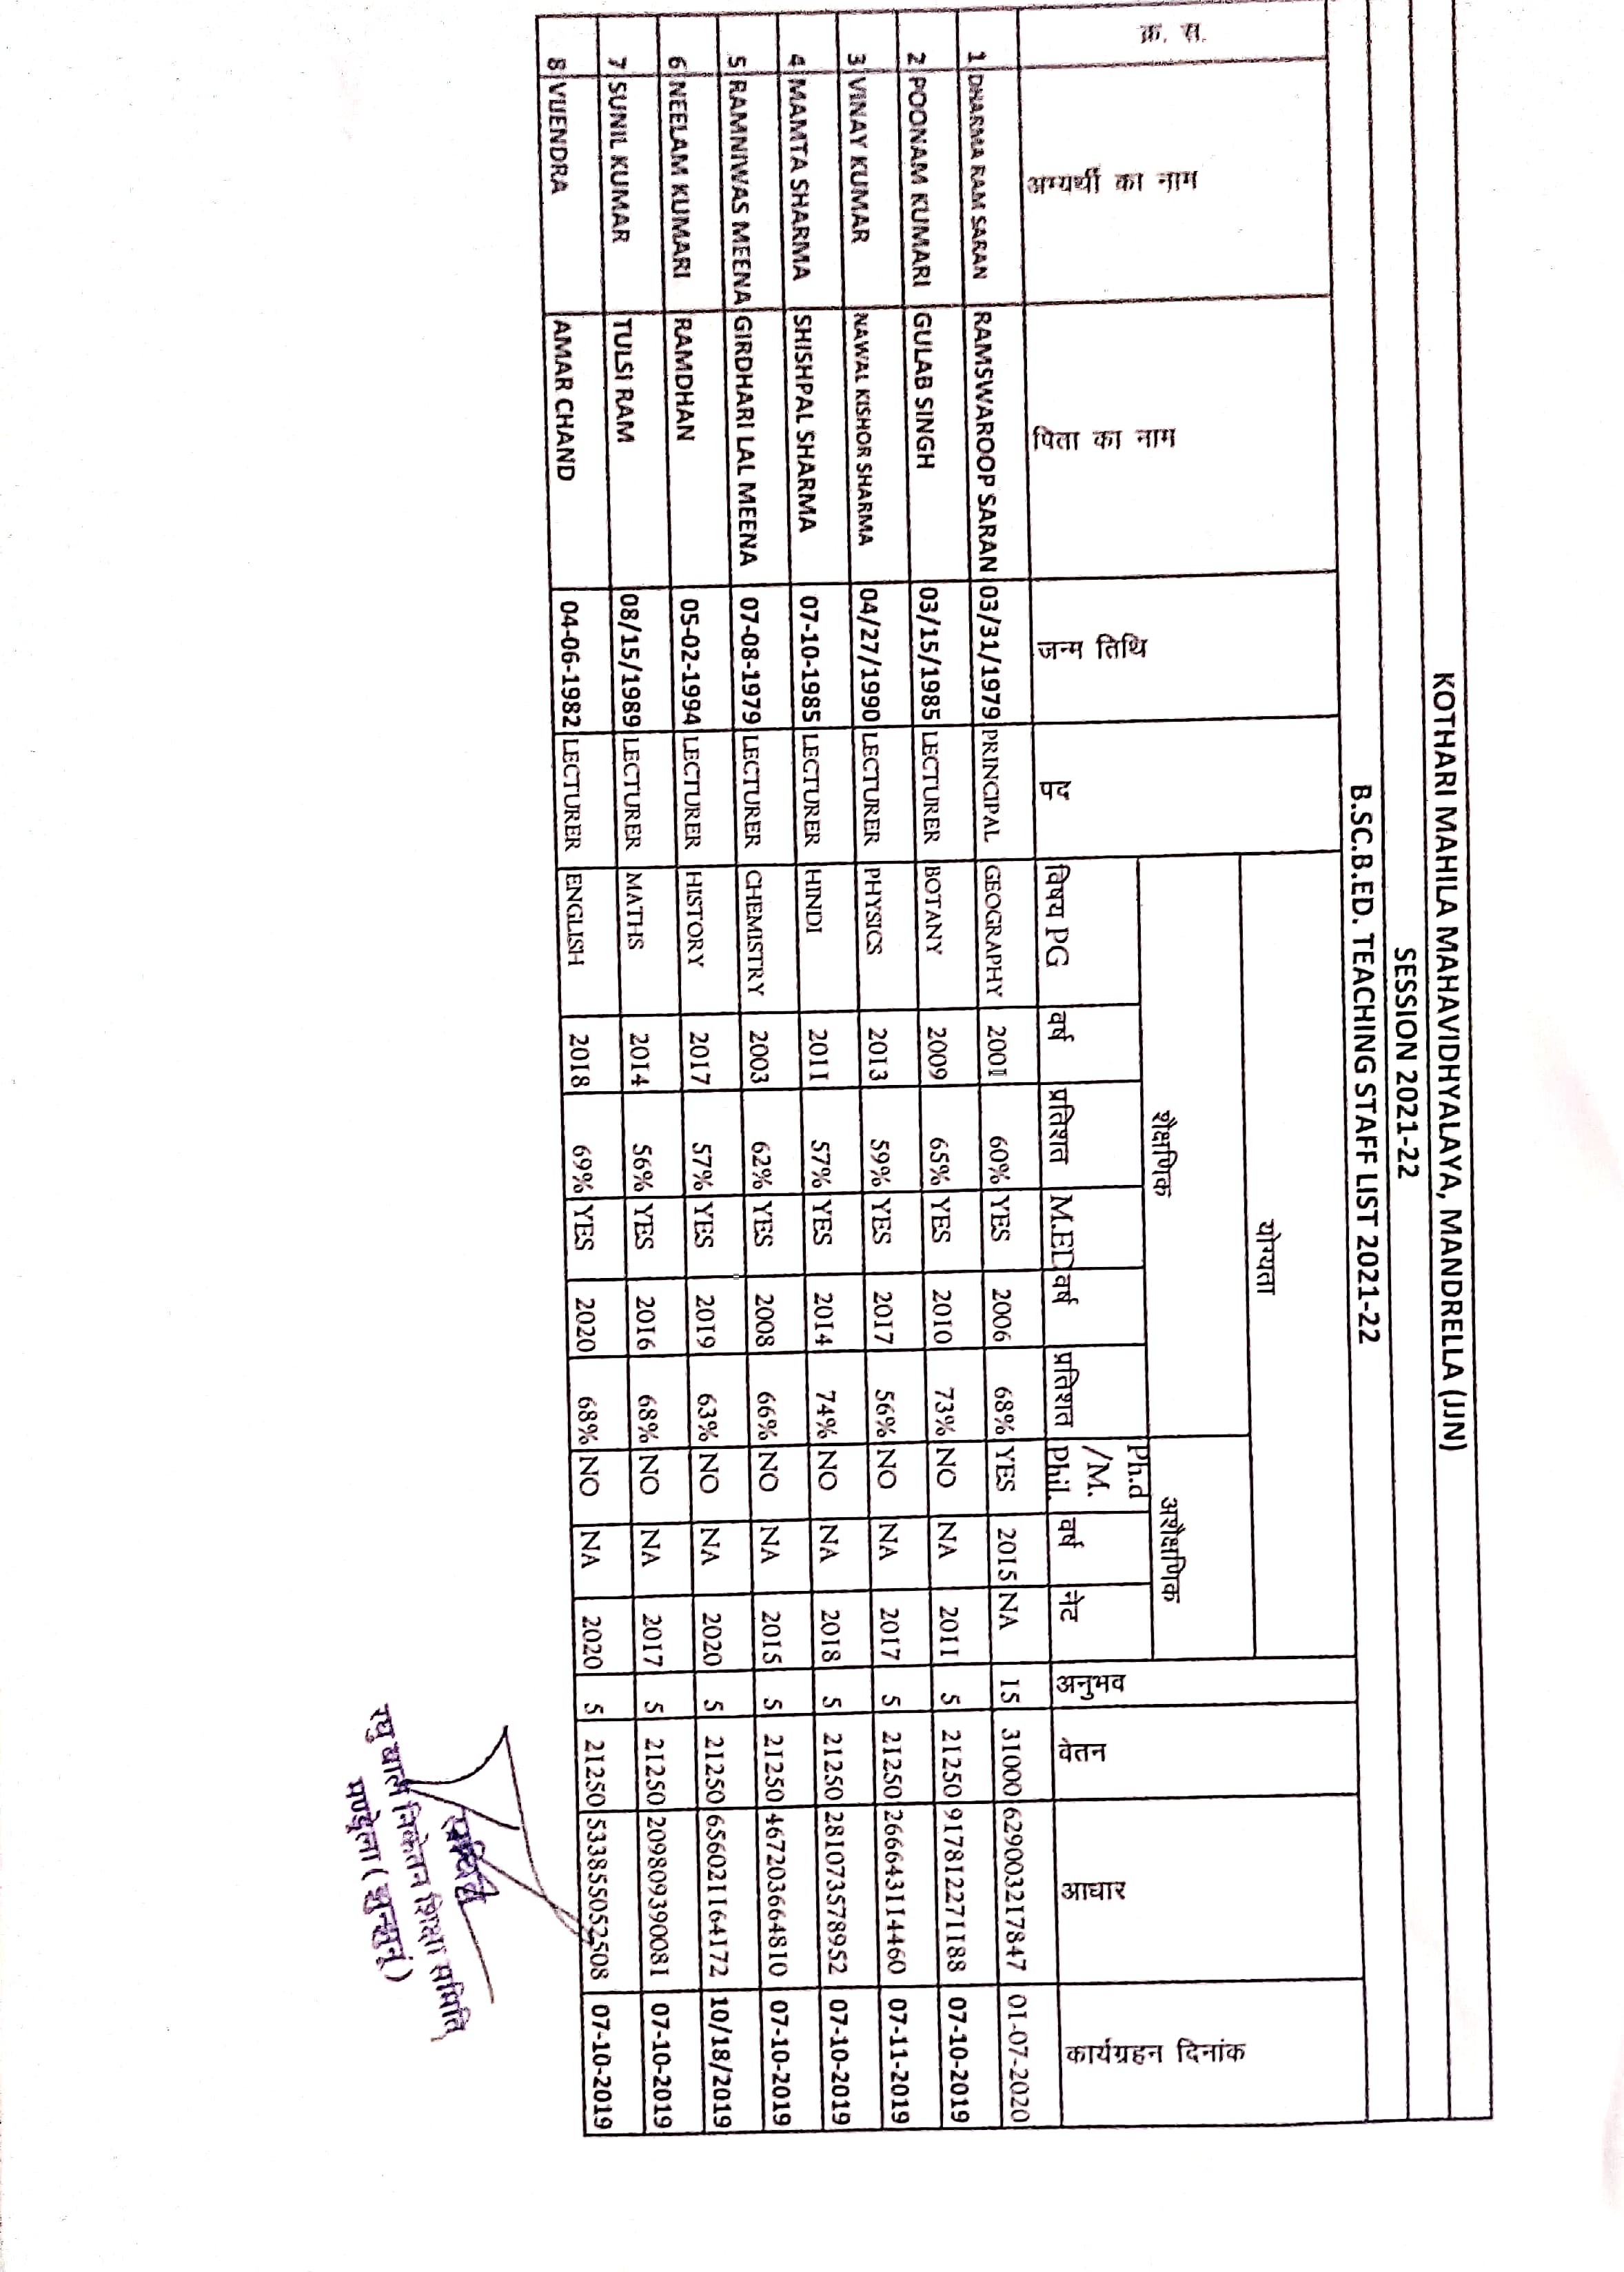 KOTHARI MAHILA MAHAVIDHYALAYA, MANDRELLA (JJN)
SESSION 2021-22
B.SC.B.ED. TEACHING STAFF LIST 2021-22
क्र. स. अभ्यर्थी का नाम पिता का नाम जन्म तिथि पद योग्यता अनुभव वेतन आधार कार्यग्रहन दिनांक
शैक्षणिक अशैक्षणिक
विषय PG वर्ष प्रतिशत M.ED वर्ष प्रतिशत Ph.d /M. Phil. वर्ष नेट
1 DHARMA RAM SARAN RAMSWAROOP SARAN 03/31/1979 PRINCIPAL GEOGRAPHY 2001 60% YES 2006 68% YES 2015 NA 15 31000 629003217847 01-07-2020
2 POONAM KUMARI GULAB SINGH 03/15/1985 LECTURER BOTANY 2009 65% YES 2010 73% NO NA 2011 5 21250 917812271188 07-10-2019
3 VINAY KUMAR NAWAL KISHOR SHARMA 04/27/1990 LECTURER PHYSICS 2013 59% YES 2017 56% NO NA 2017 5 21250 266643114460 07-11-2019
4 MAMTA SHARMA SHISHPAL SHARMA 07-10-1985 LECTURER HINDI 2011 57% YES 2014 74% NO NA 2018 5 21250 281073578952 07-10-2019
5 RAMNIWAS MEENA GIRDHARI LAL MEENA 07-08-1979 LECTURER CHEMISTRY 2003 62% YES 2008 66% NO NA 2015 5 21250 467203664810 07-10-2019
6 NEELAM KUMARI RAMDHAN 05-02-1994 LECTURER HISTORY 2017 57% YES 2019 63% NO NA 2020 5 21250 656021164172 10/18/2019
7 SUNIL KUMAR TULSI RAM 08/15/1989 LECTURER MATHS 2014 56% YES 2016 68% NO NA 2017 5 21250 209809390081 07-10-2019
8 VIJENDRA AMAR CHAND 04-06-1982 LECTURER ENGLISH 2018 69% YES 2020 68% NO NA 2020 5 21250 533855052508 07-10-2019
रघु बाल निकेतन शिक्षा समिति
मण्ड्रेला ( झुन्झुनूं )